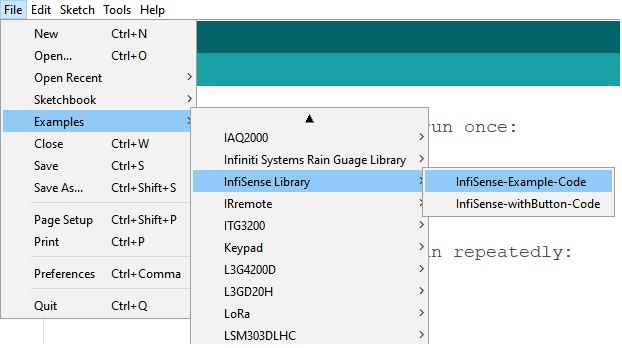 File Edit Sketch Tools Help
New Ctrl+N
Open... Ctrl+O
Open Recent
Sketchbook
Examples
Close Ctrl+W
Save Ctrl+S
Save As... Ctrl+Shift+S
Page Setup Ctrl+Shift+P
Print Ctrl+P
Preferences Ctrl+Comma
Quit Ctrl+Q
IAQ2000
Infiniti Systems Rain Guage Library
InfiSense Library
IRremote
ITG3200
Keypad
L3G4200D
L3GD20H
LoRa
LSM303DLHC
InfiSense-Example-Code
InfiSense-withButton-Code
run once:
repeatedly: